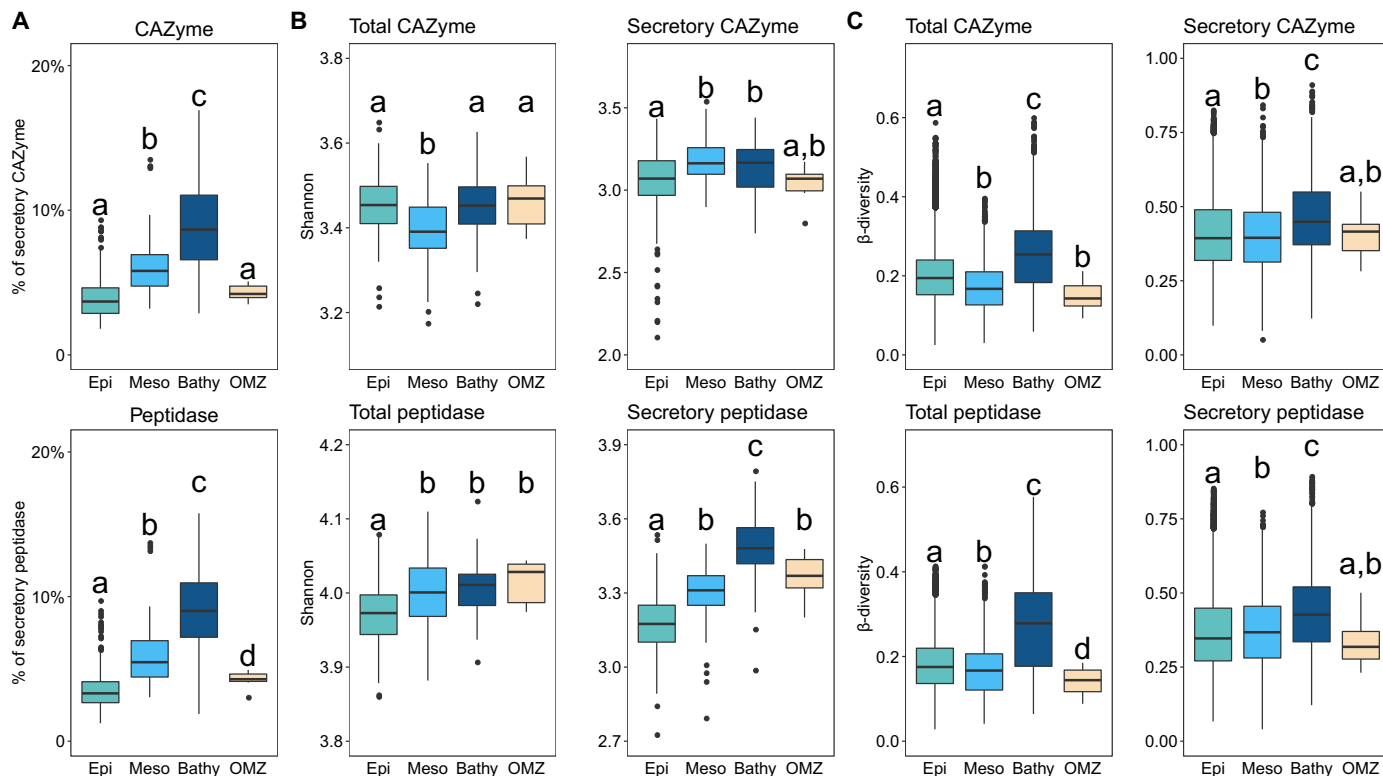 A
B
C
CAZyme
Total CAZyme
Secretory CAZyme
Total CAZyme
Secretory CAZyme
% of secretory CAZyme
20%
10%
0
a
b
c
a
Epi Meso Bathy OMZ
Shannon
3.8
3.6
3.4
3.2
a
b
a
a
Epi Meso Bathy OMZ
3.5
3.0
2.5
2.0
a
b
b
a,b
Epi Meso Bathy OMZ
β-diversity
0.6
0.4
0.2
0.0
a
b
c
b
Epi Meso Bathy OMZ
1.00
0.75
0.50
0.25
0.00
a
b
c
a,b
Epi Meso Bathy OMZ
Peptidase
Total peptidase
Secretory peptidase
Total peptidase
Secretory peptidase
% of secretory peptidase
20%
10%
0
a
b
c
d
Epi Meso Bathy OMZ
Shannon
4.2
4.1
4.0
3.9
3.8
a
b
b
b
Epi Meso Bathy OMZ
3.9
3.6
3.3
3.0
2.7
a
b
c
b
Epi Meso Bathy OMZ
β-diversity
0.6
0.4
0.2
0.0
a
b
c
d
Epi Meso Bathy OMZ
1.00
0.75
0.50
0.25
0.00
a
b
c
a,b
Epi Meso Bathy OMZ